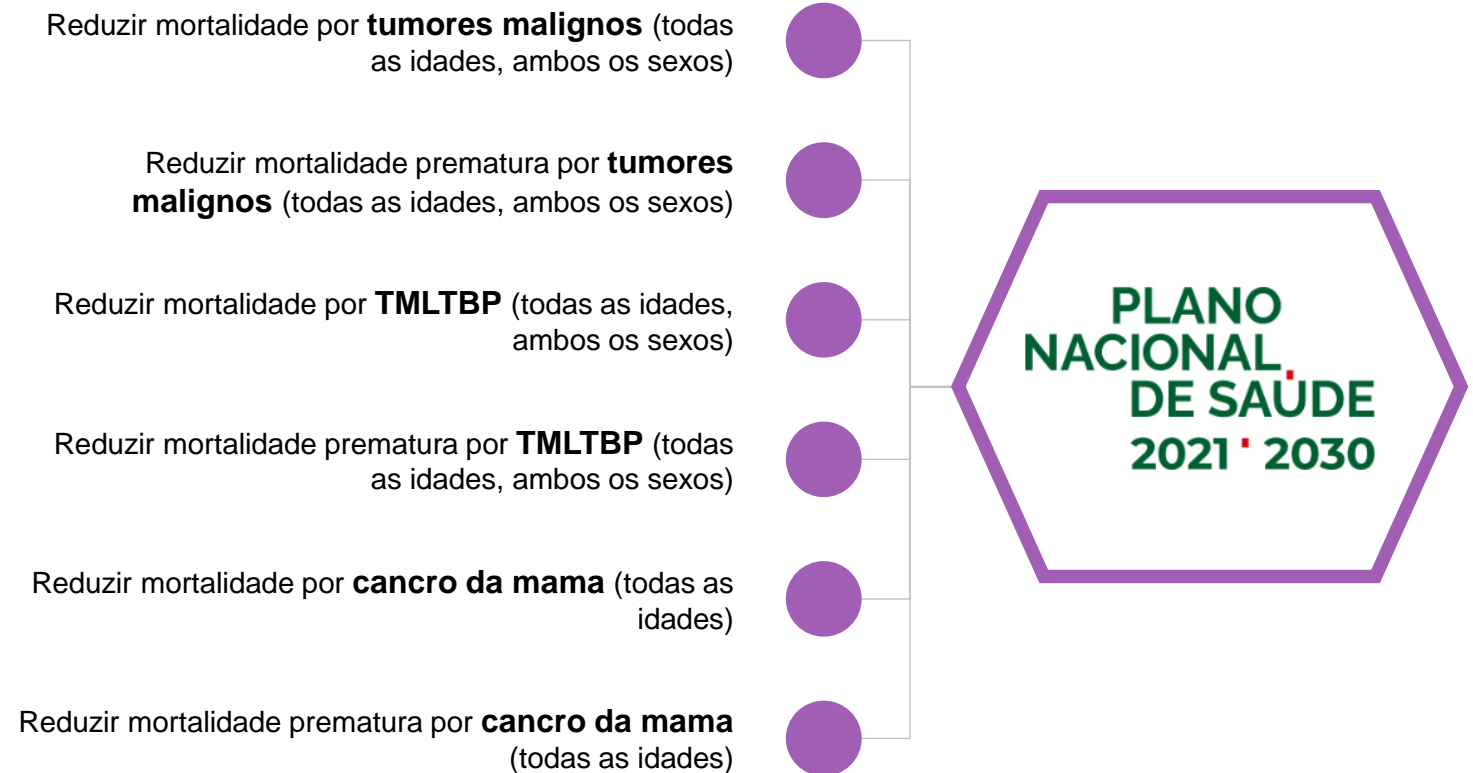 Reduzir mortalidade por tumores malignos (todas
as idades, ambos os sexos)
Reduzir mortalidade prematura por tumores
malignos (todas as idades, ambos os sexos)
Reduzir mortalidade por TMLTBP (todas as idades,
ambos os sexos)
Reduzir mortalidade prematura por TMLTBP (todas
as idades, ambos os sexos)
Reduzir mortalidade por cancro da mama (todas as
idades)
Reduzir mortalidade prematura por cancro da mama
(todas as idades)
PLANO
NACIONAL
DE SAÚDE
2021 2030